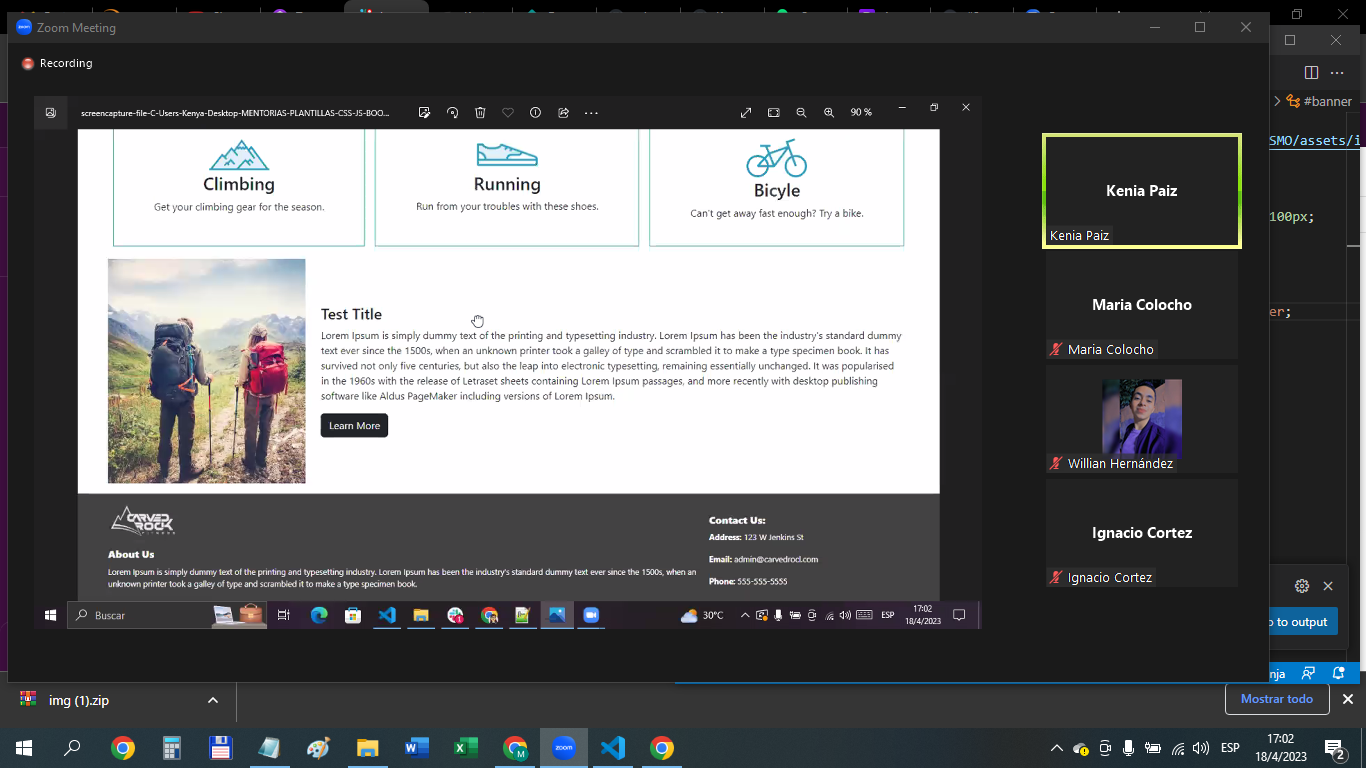 Zoom Meeting
Recording
#banner
screencapture-file-C-Users-Kenya-Desktop-MENTORIAS-PLANTILLAS-CSS-JS-BOO...
90 %
SMO/assets/i
100px;
er;
Climbing
Get your climbing gear for the season.
Running
Run from your troubles with these shoes.
Bicyle
Can't get away fast enough? Try a bike.
Test Title
Lorem Ipsum is simply dummy text of the printing and typesetting industry. Lorem Ipsum has been the industry's standard dummy
text ever since the 1500s, when an unknown printer took a galley of type and scrambled it to make a type specimen book. It has
survived not only five centuries, but also the leap into electronic typesetting, remaining essentially unchanged. It was popularised
in the 1960s with the release of Letraset sheets containing Lorem Ipsum passages, and more recently with desktop publishing
software like Aldus PageMaker including versions of Lorem Ipsum.
Learn More
CARVED
ROCK
FITNESS
About Us
Lorem Ipsum is simply dummy text of the printing and typesetting industry. Lorem Ipsum has been the industry's standard dummy text ever since the 1500s, when an
unknown printer took a galley of type and scrambled it to make a type specimen book.
Contact Us:
Address: 123 W Jenkins St
Email: admin@carvedrocl.com
Phone: 555-555-5555
Kenia Paiz
Kenia Paiz
Maria Colocho
Maria Colocho
Willian Hernández
Ignacio Cortez
Ignacio Cortez
Buscar
30°C
ESP
17:02
18/4/2023
o to output
nja
img (1).zip
Mostrar todo
zoom
ESP
17:02
18/4/2023
2